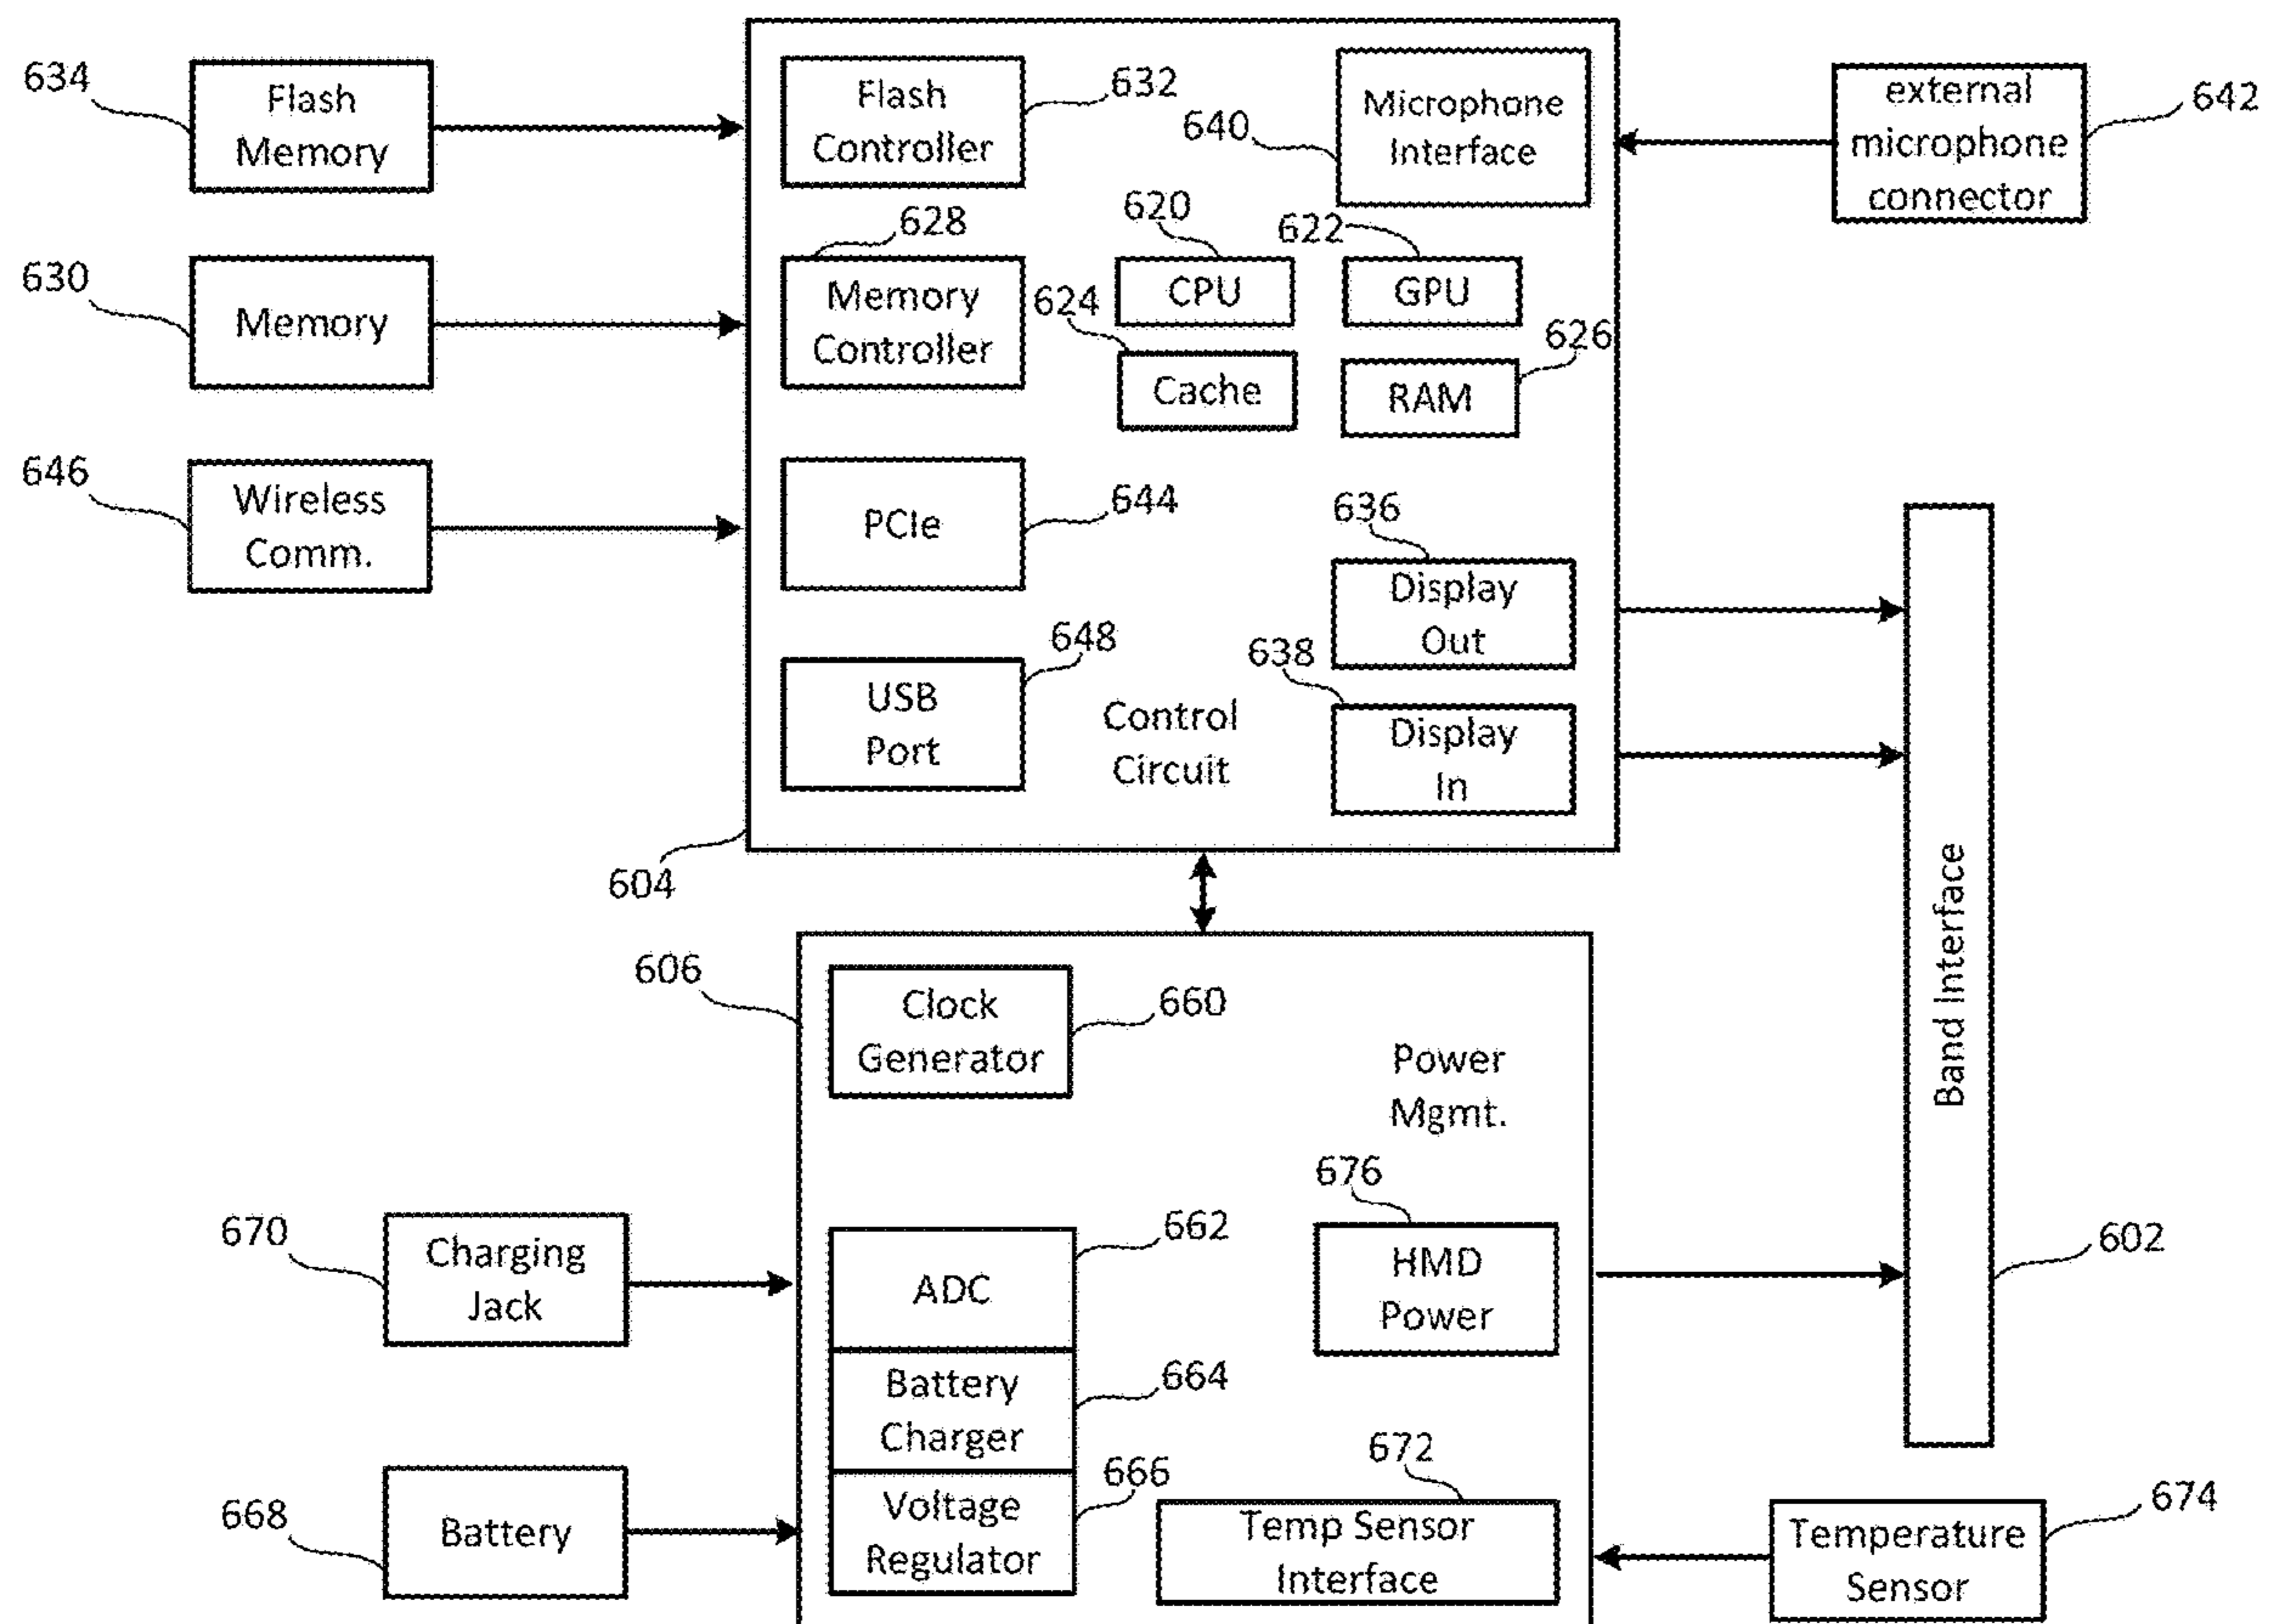 634
Flash
Memory
Flash
Controller
632
640
Microphone
Interface
external
microphone
connector
642
630
Memory
628
Memory
Controller
620
CPU
622
GPU
624
Cache
626
RAM
646
Wireless
Comm.
PCIe
644
636
Display
Out
648
USB
Port
638
Display
In
Control
Circuit
604
Band Interface
602
606
Clock
Generator
660
Power
Mgmt.
670
Charging
Jack
662
ADC
676
HMD
Power
Battery
Charger
664
668
Battery
666
Voltage
Regulator
672
Temp Sensor
Interface
Temperature
Sensor
674